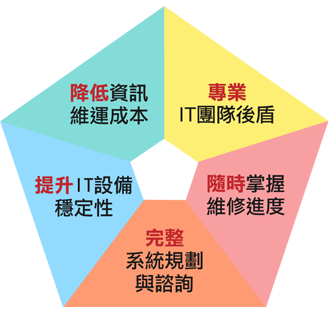 降低資訊
維運成本
專業
IT團隊後盾
提升IT設備
穩定性
隨時掌握
維修進度
完整
系統規劃
與諮詢